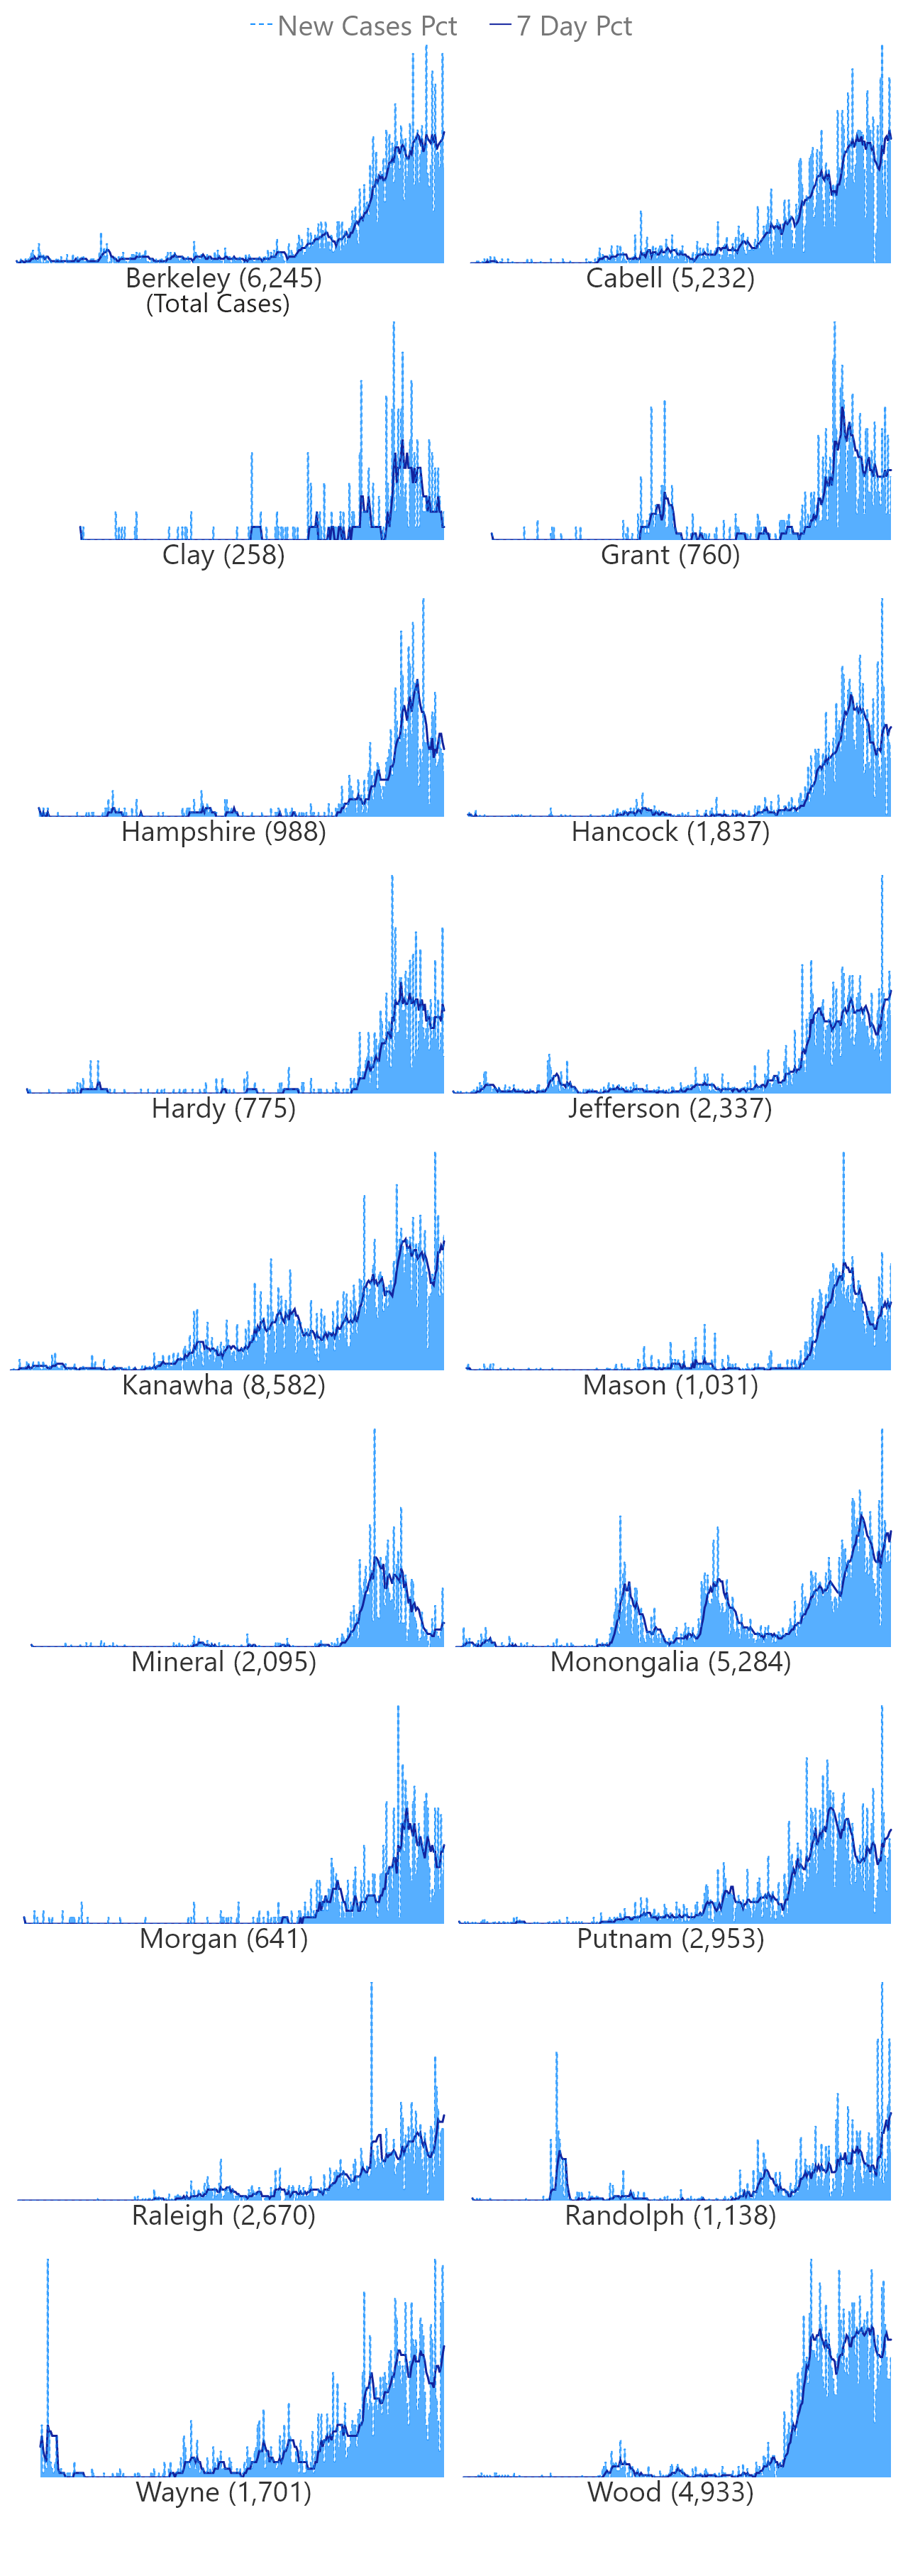 New Cases Pct 7 Day Pct
Berkeley (6,245) Cabell (5,232)
(Total Cases)
Clay (258) Grant (760)
Hampshire (988) Hancock (1,837)
Hardy (775) Jefferson (2,337)
Kanawha (8,582) Mason (1,031)
Mineral (2,095) Monongalia (5,284)
Morgan (641) Putnam (2,953)
Raleigh (2,670) Randolph (1,138)
Wayne (1,701) Wood (4,933)